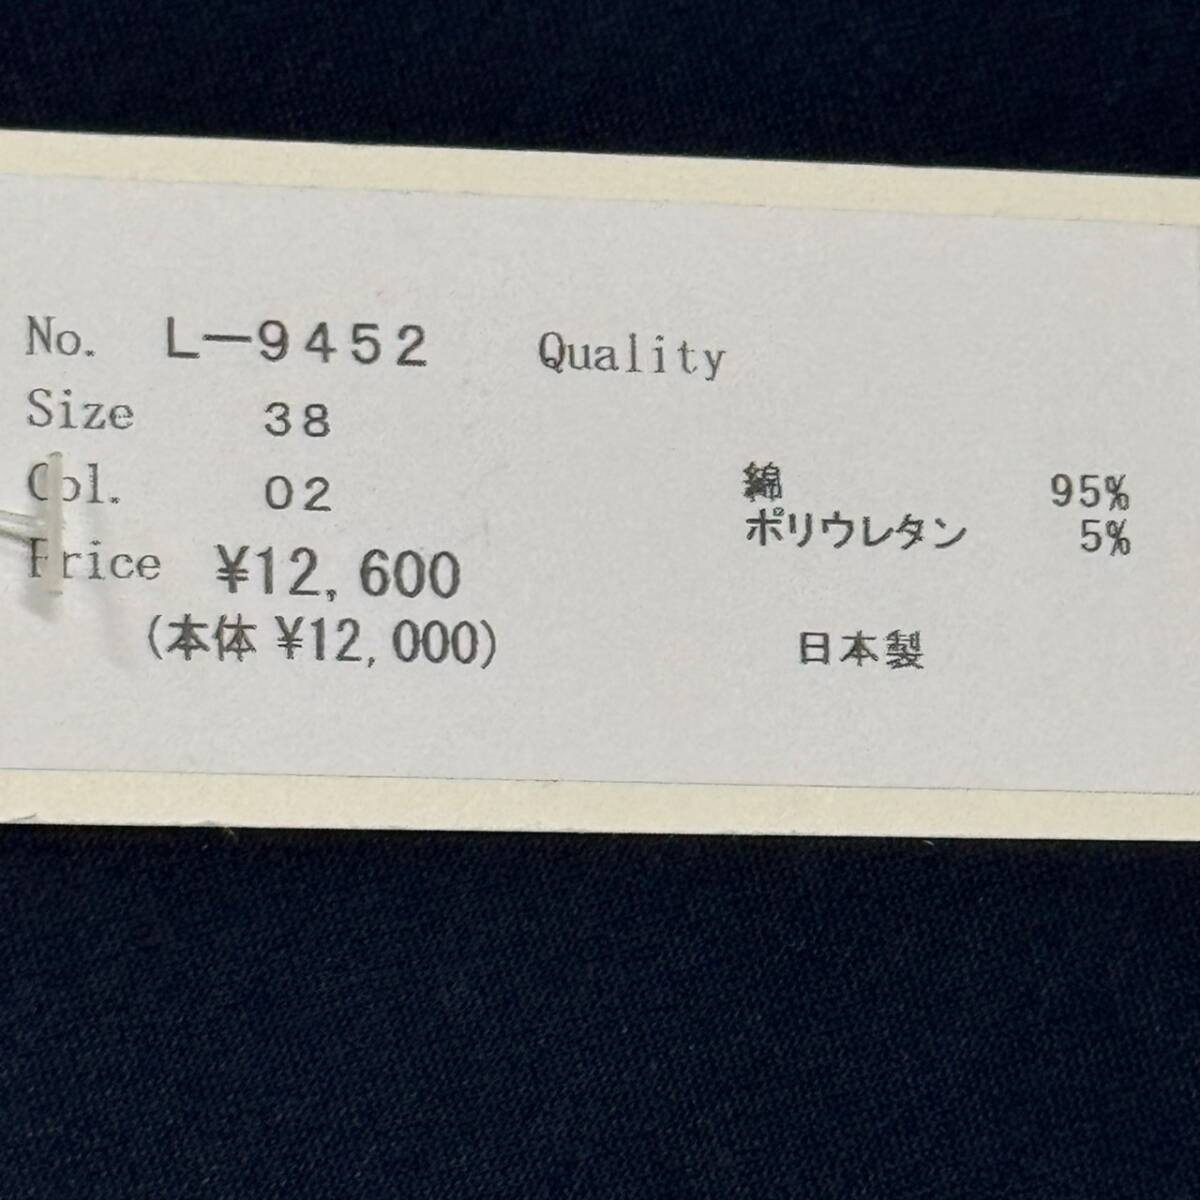 No. L-9452
Size 38
Col. 02
Price ¥12,600
(本体 ¥12,000)
Quality
綿 95%
ポリウレタン 5%
日本製